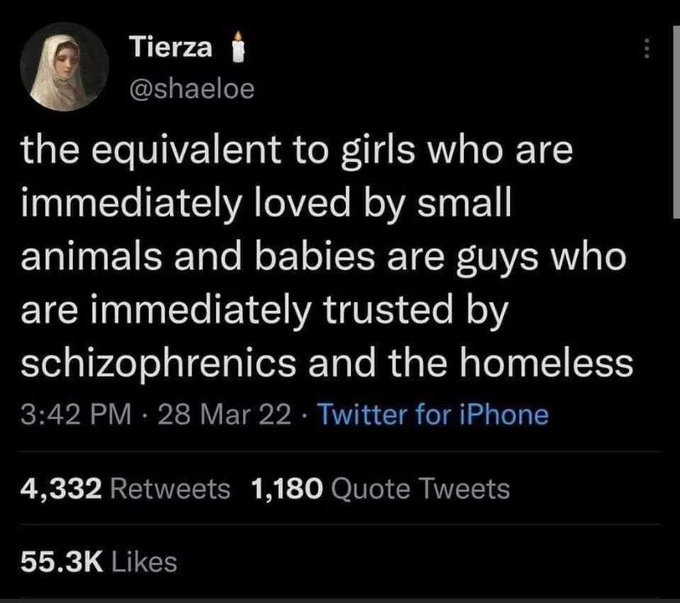 Tierza 🕯
@shaeloe
the equivalent to girls who are
immediately loved by small
animals and babies are guys who
are immediately trusted by
schizophrenics and the homeless
3:42 PM · 28 Mar 22 · Twitter for iPhone
4,332 Retweets 1,180 Quote Tweets
55.3K Likes